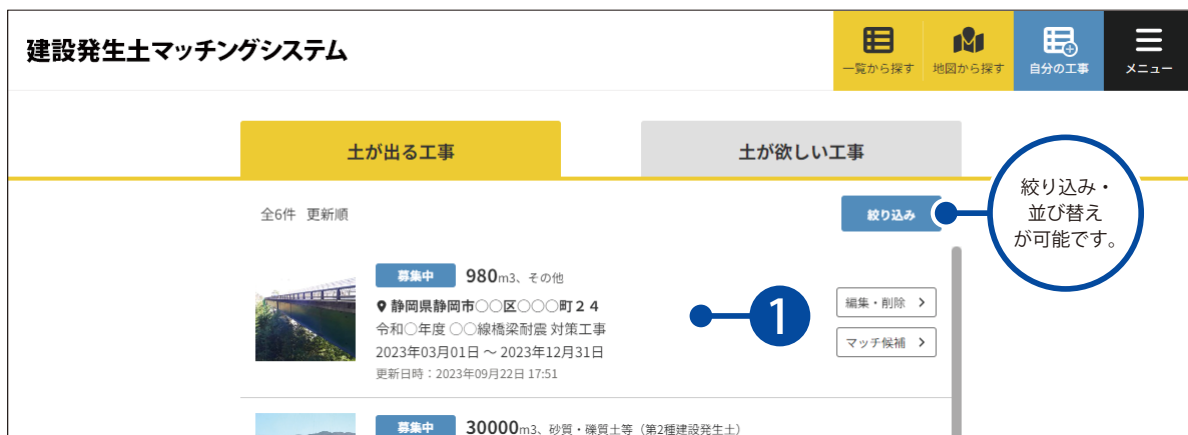 建設発生土マッチングシステム
一覧から探す
地図から探す
自分の工事
メニュー
土が出る工事
土が欲しい工事
全6件 更新順
絞り込み
絞り込み・
並び替え
が可能です。
募集中 980m3、その他
静岡県静岡市○○区○○○町２４
令和○年度 ○○線橋梁耐震 対策工事
2023年03月01日 ～ 2023年12月31日
更新日時：2023年09月22日 17:51
1
編集・削除
マッチ候補
募集中 30000m3、砂質・礫質土等（第2種建設発生土）